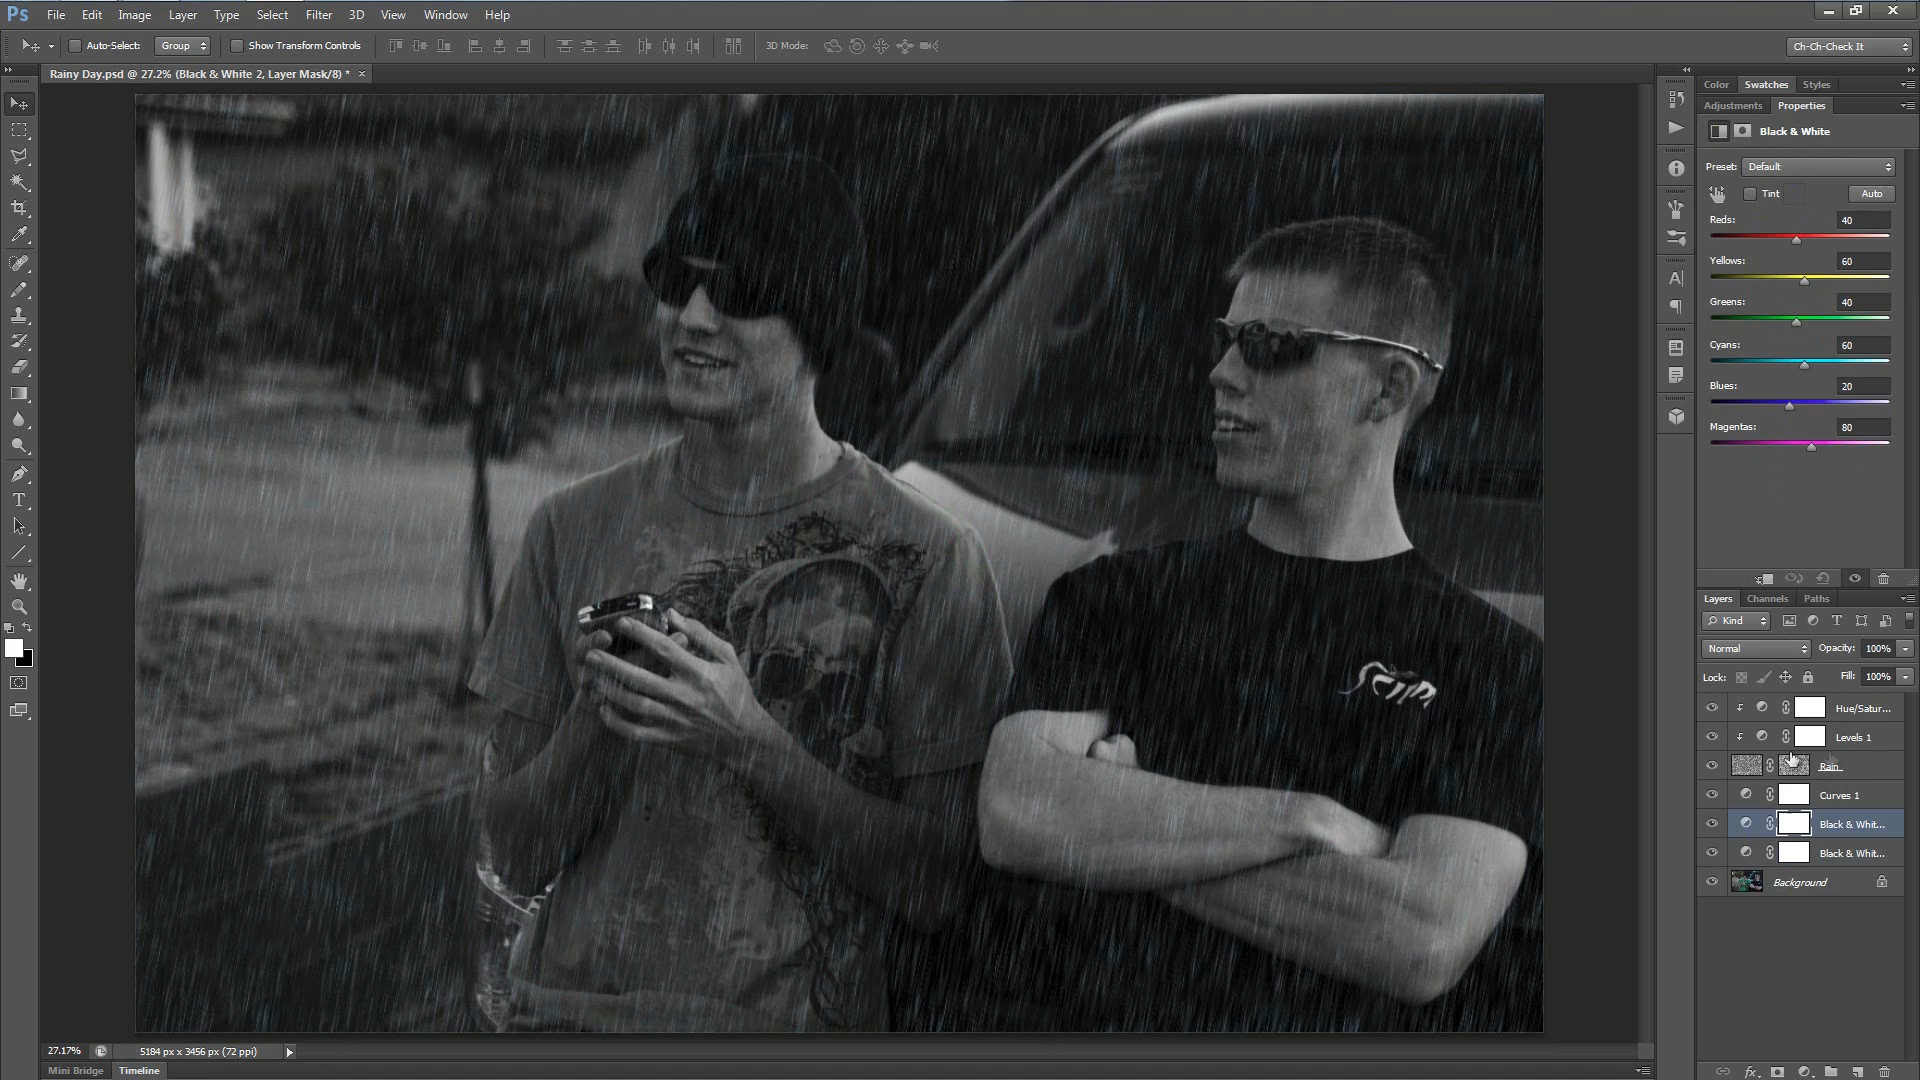 Ps File Edit Image Layer Type Select Filter 3D View Window Help
Auto-Select: Group Show Transform Controls 3D Mode: Ch-Ch-Check It
Rainy Day.psd @ 27.2% (Black & White 2, Layer Mask/8) * ×
Color Swatches Styles
Adjustments Properties
Black & White
Preset: Default
Tint Auto
Reds: 40
Yellows: 60
Greens: 40
Cyans: 60
Blues: 20
Magentas: 80
Layers Channels Paths
Kind
Normal Opacity: 100%
Lock: Fill: 100%
Hue/Satur...
Levels 1
Rain
Curves 1
Black & Whit...
Black & Whit...
Background
27.17% 5184 px x 3456 px (72 ppi)
Mini Bridge Timeline